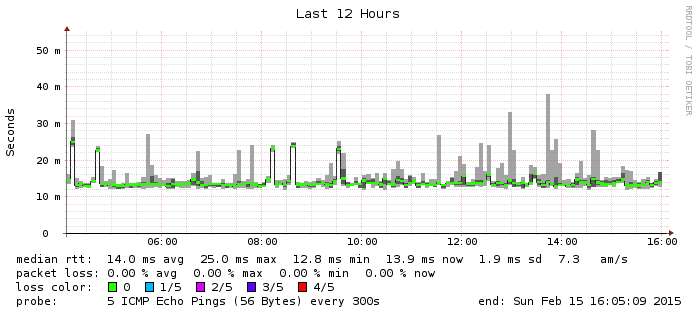 Last 12 Hours
RRDTOOL / TOBI OETIKER
Seconds
50 m
40 m
30 m
20 m
10 m
0
06:00 08:00 10:00 12:00 14:00 16:00
median rtt: 14.0 ms avg 25.0 ms max 12.8 ms min 13.9 ms now 1.9 ms sd 7.3 am/s
packet loss: 0.00 % avg 0.00 % max 0.00 % min 0.00 % now
loss color: 0 1/5 2/5 3/5 4/5
probe: 5 ICMP Echo Pings (56 Bytes) every 300s end: Sun Feb 15 16:05:09 2015